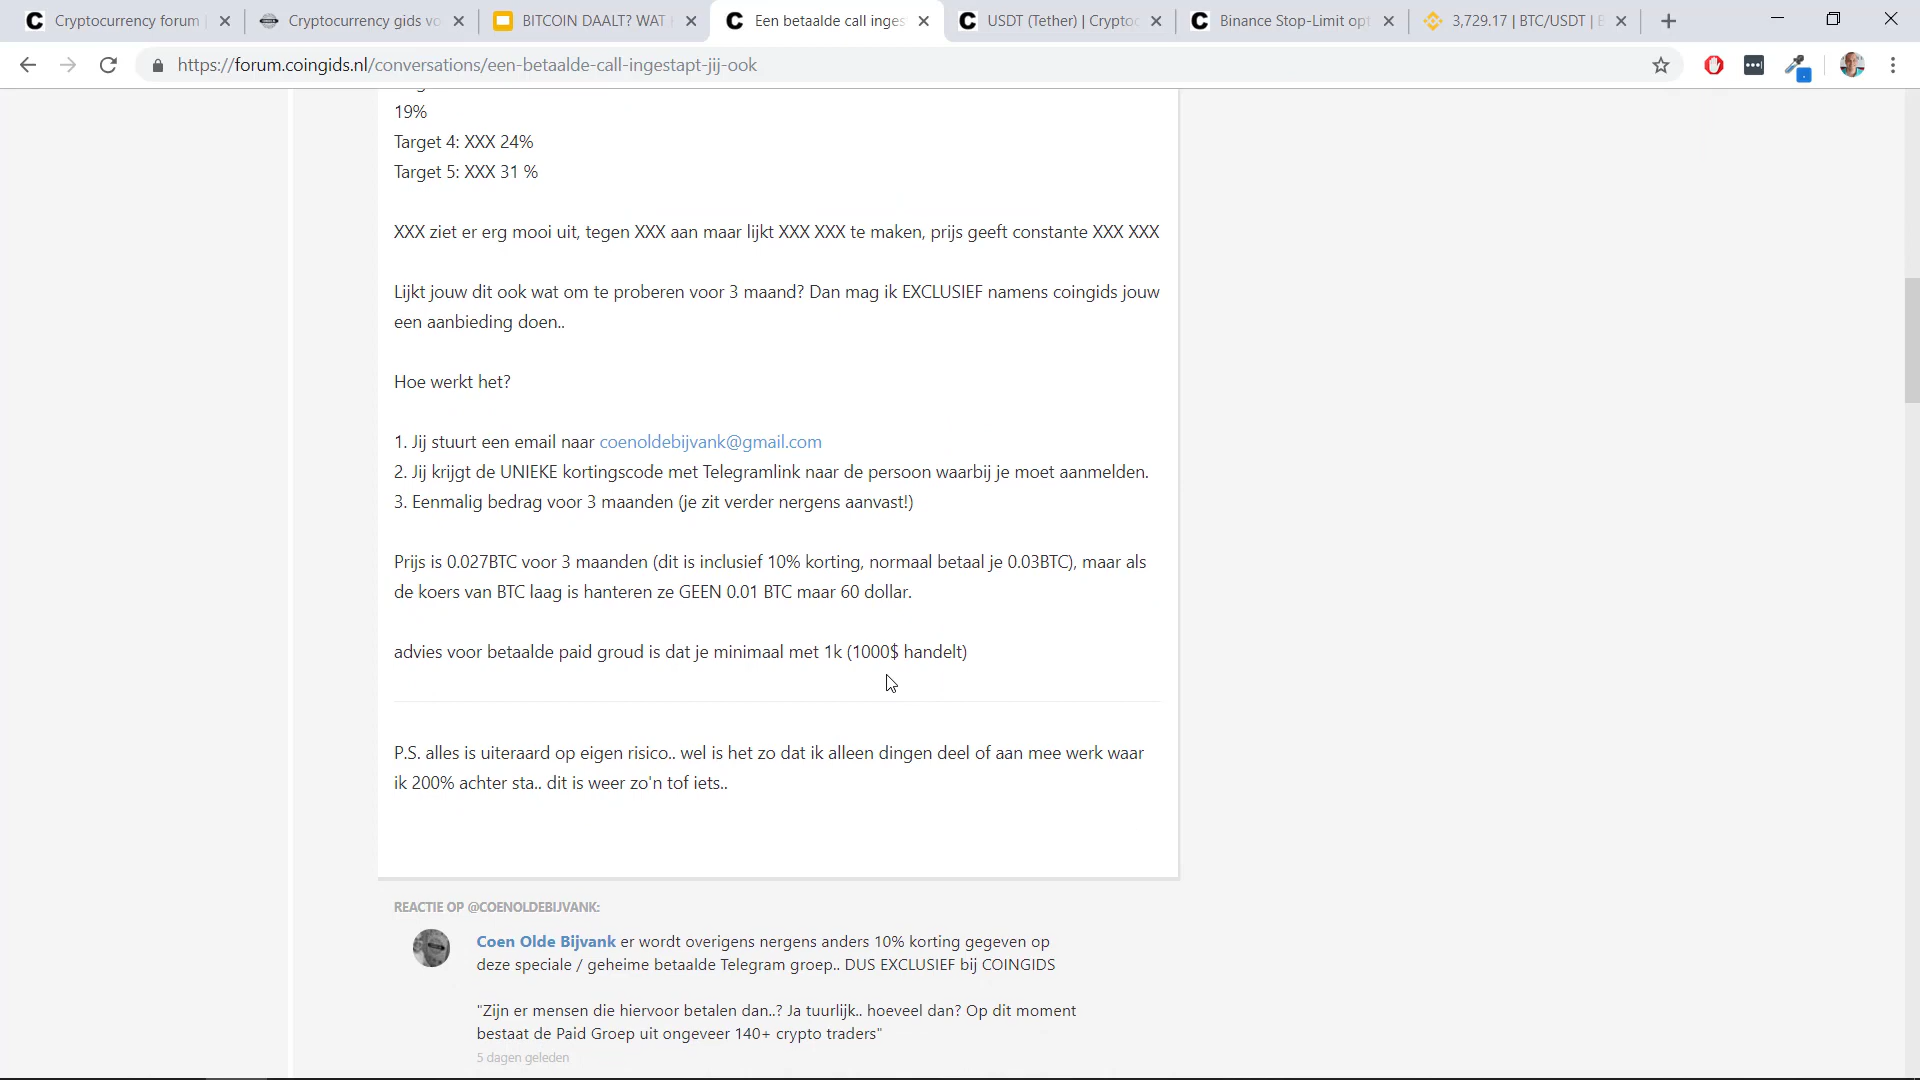 Cryptocurrency forum
Cryptocurrency gids vo
BITCOIN DAALT? WAT
Een betaalde call inges
USDT (Tether) | Crypto
Binance Stop-Limit op
3,729.17 | BTC/USDT |
https://forum.coingids.nl/conversations/een-betaalde-call-ingestapt-jij-ook
19%
Target 4: XXX 24%
Target 5: XXX 31 %
XXX ziet er erg mooi uit, tegen XXX aan maar lijkt XXX XXX te maken, prijs geeft constante XXX XXX
Lijkt jouw dit ook wat om te proberen voor 3 maand? Dan mag ik EXCLUSIEF namens coingids jouw
een aanbieding doen..
Hoe werkt het?
1. Jij stuurt een email naar coenoldebijvank@gmail.com
2. Jij krijgt de UNIEKE kortingscode met Telegramlink naar de persoon waarbij je moet aanmelden.
3. Eenmalig bedrag voor 3 maanden (je zit verder nergens aanvast!)
Prijs is 0.027BTC voor 3 maanden (dit is inclusief 10% korting, normaal betaal je 0.03BTC), maar als
de koers van BTC laag is hanteren ze GEEN 0.01 BTC maar 60 dollar.
advies voor betaalde paid groud is dat je minimaal met 1k (1000$ handelt)
P.S. alles is uiteraard op eigen risico.. wel is het zo dat ik alleen dingen deel of aan mee werk waar
ik 200% achter sta.. dit is weer zo'n tof iets..
REACTIE OP @COENOLDEBIJVANK:
Coen Olde Bijvank er wordt overigens nergens anders 10% korting gegeven op
deze speciale / geheime betaalde Telegram groep.. DUS EXCLUSIEF bij COINGIDS
"Zijn er mensen die hiervoor betalen dan..? Ja tuurlijk.. hoeveel dan? Op dit moment
bestaat de Paid Groep uit ongeveer 140+ crypto traders"
5 dagen geleden